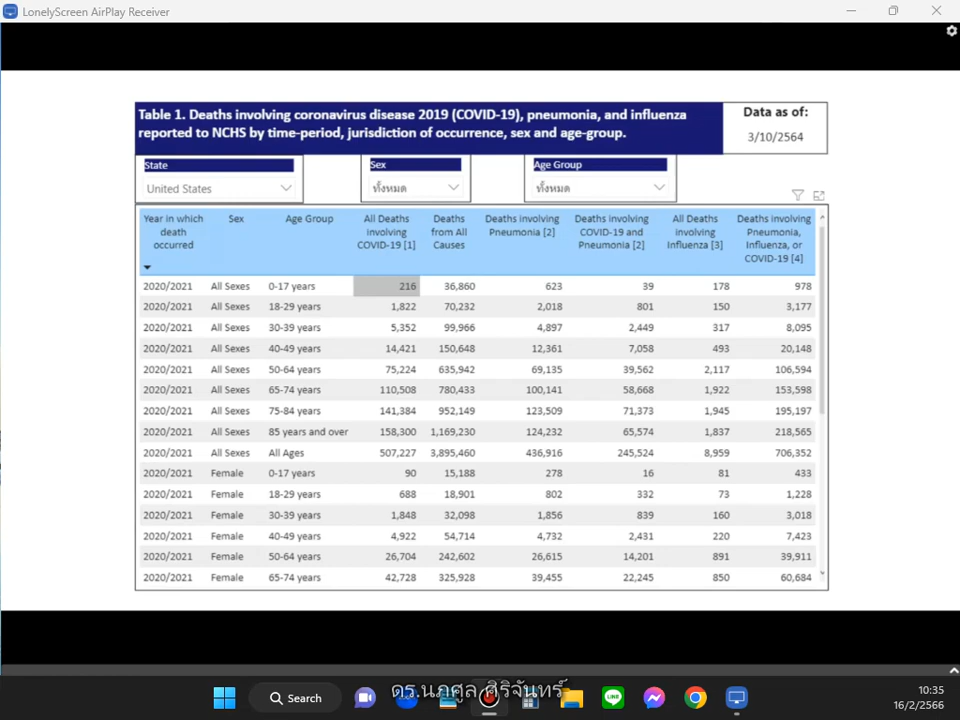 LonelyScreen AirPlay Receiver
Table 1. Deaths involving coronavirus disease 2019 (COVID-19), pneumonia, and influenza
reported to NCHS by time-period, jurisdiction of occurrence, sex and age-group.
Data as of:
3/10/2564
State
United States
Sex
ทั้งหมด
Age Group
ทั้งหมด
Year in which death occurred Sex Age Group All Deaths involving COVID-19 [1] Deaths from All Causes Deaths involving Pneumonia [2] Deaths involving COVID-19 and Pneumonia [2] All Deaths involving Influenza [3] Deaths involving Pneumonia, Influenza, or COVID-19 [4]
2020/2021 All Sexes 0-17 years 216 36,860 623 39 178 978
2020/2021 All Sexes 18-29 years 1,822 70,232 2,018 801 150 3,177
2020/2021 All Sexes 30-39 years 5,352 99,966 4,897 2,449 317 8,095
2020/2021 All Sexes 40-49 years 14,421 150,648 12,361 7,058 493 20,148
2020/2021 All Sexes 50-64 years 75,224 635,942 69,135 39,562 2,117 106,594
2020/2021 All Sexes 65-74 years 110,508 780,433 100,141 58,668 1,922 153,598
2020/2021 All Sexes 75-84 years 141,384 952,149 123,509 71,373 1,945 195,197
2020/2021 All Sexes 85 years and over 158,300 1,169,230 124,232 65,574 1,837 218,565
2020/2021 All Sexes All Ages 507,227 3,895,460 436,916 245,524 8,959 706,352
2020/2021 Female 0-17 years 90 15,188 278 16 81 433
2020/2021 Female 18-29 years 688 18,901 802 332 73 1,228
2020/2021 Female 30-39 years 1,848 32,098 1,856 839 160 3,018
2020/2021 Female 40-49 years 4,922 54,714 4,732 2,431 220 7,423
2020/2021 Female 50-64 years 26,704 242,602 26,615 14,201 891 39,911
2020/2021 Female 65-74 years 42,728 325,928 39,455 22,245 850 60,684
Search
ดร.นภศูล ศิริจันทร์
LINE
10:35
16/2/2566